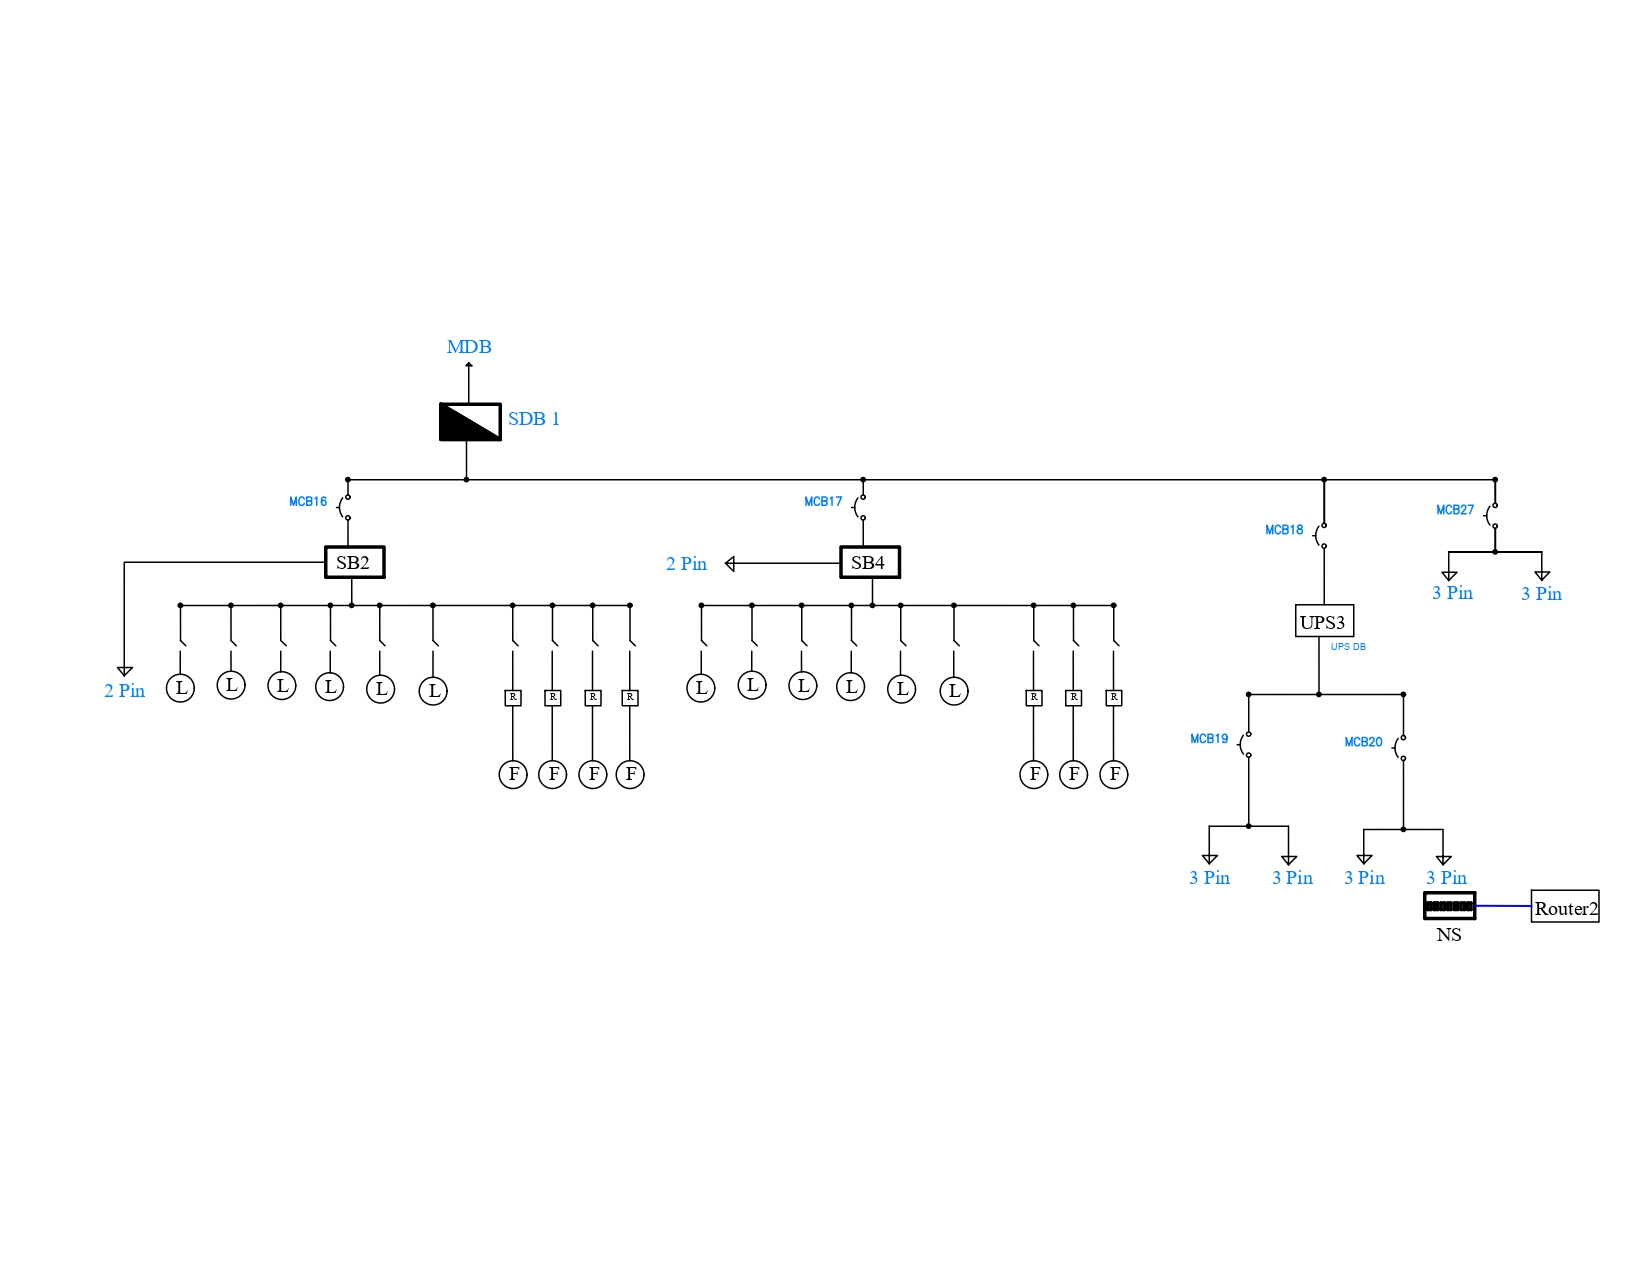 MDB
SDB 1
MCB16
MCB17
MCB18
MCB27
SB2
2 Pin
SB4
3 Pin
3 Pin
UPS3
UPS DB
2 Pin
L
L
L
L
L
L
R
R
R
R
L
L
L
L
L
L
R
R
R
MCB19
MCB20
F
F
F
F
F
F
F
3 Pin
3 Pin
3 Pin
3 Pin
Router2
NS